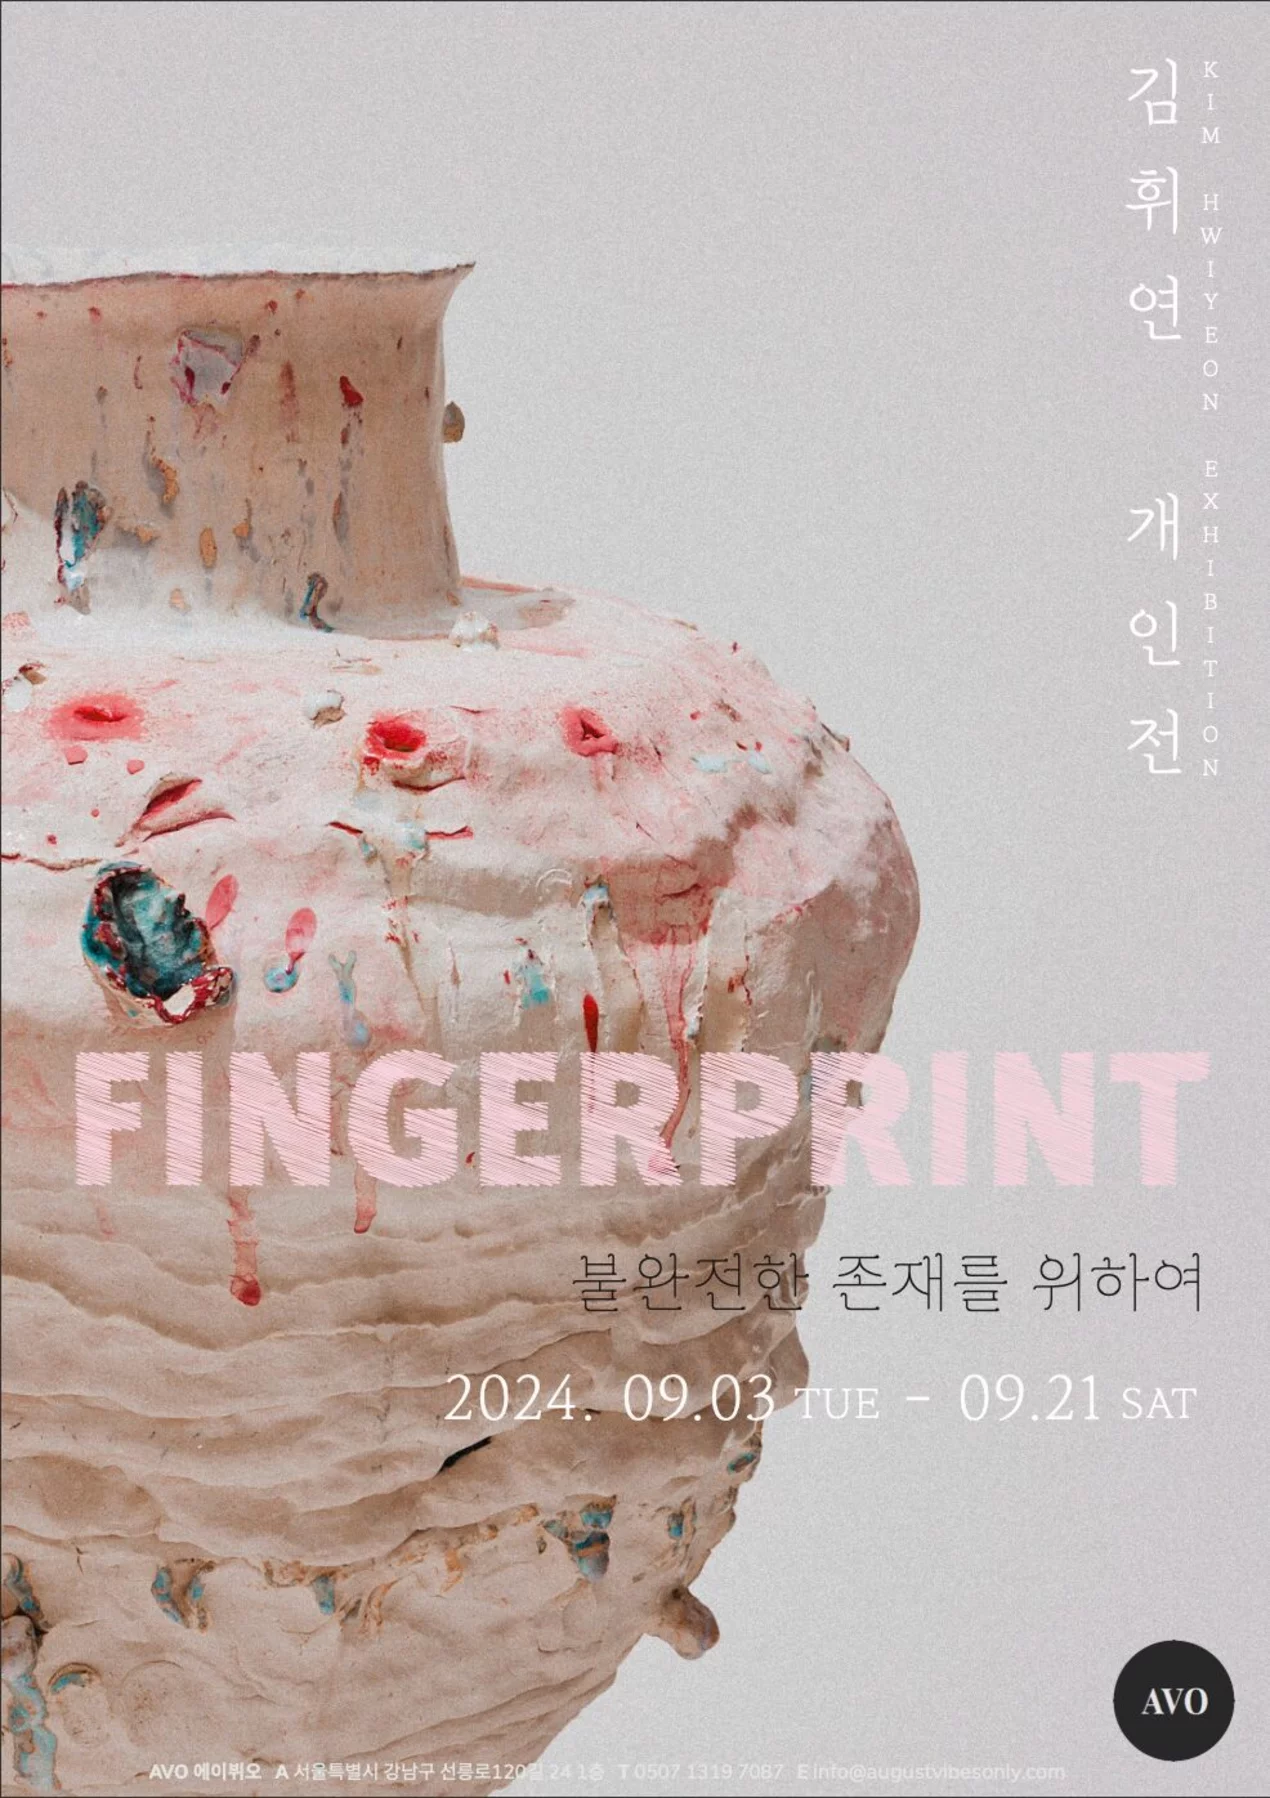 김휘연 개인전
KIM HWIYEON EXHIBITION
FINGERPRINT
불완전한 존재를 위하여
2024. 09.03 TUE - 09.21 SAT
AVO
AVO 에이뷔오 A 서울특별시 강남구 선릉로120길 24 1층 T 0507 1319 7087 E info@augustvibesonly.com